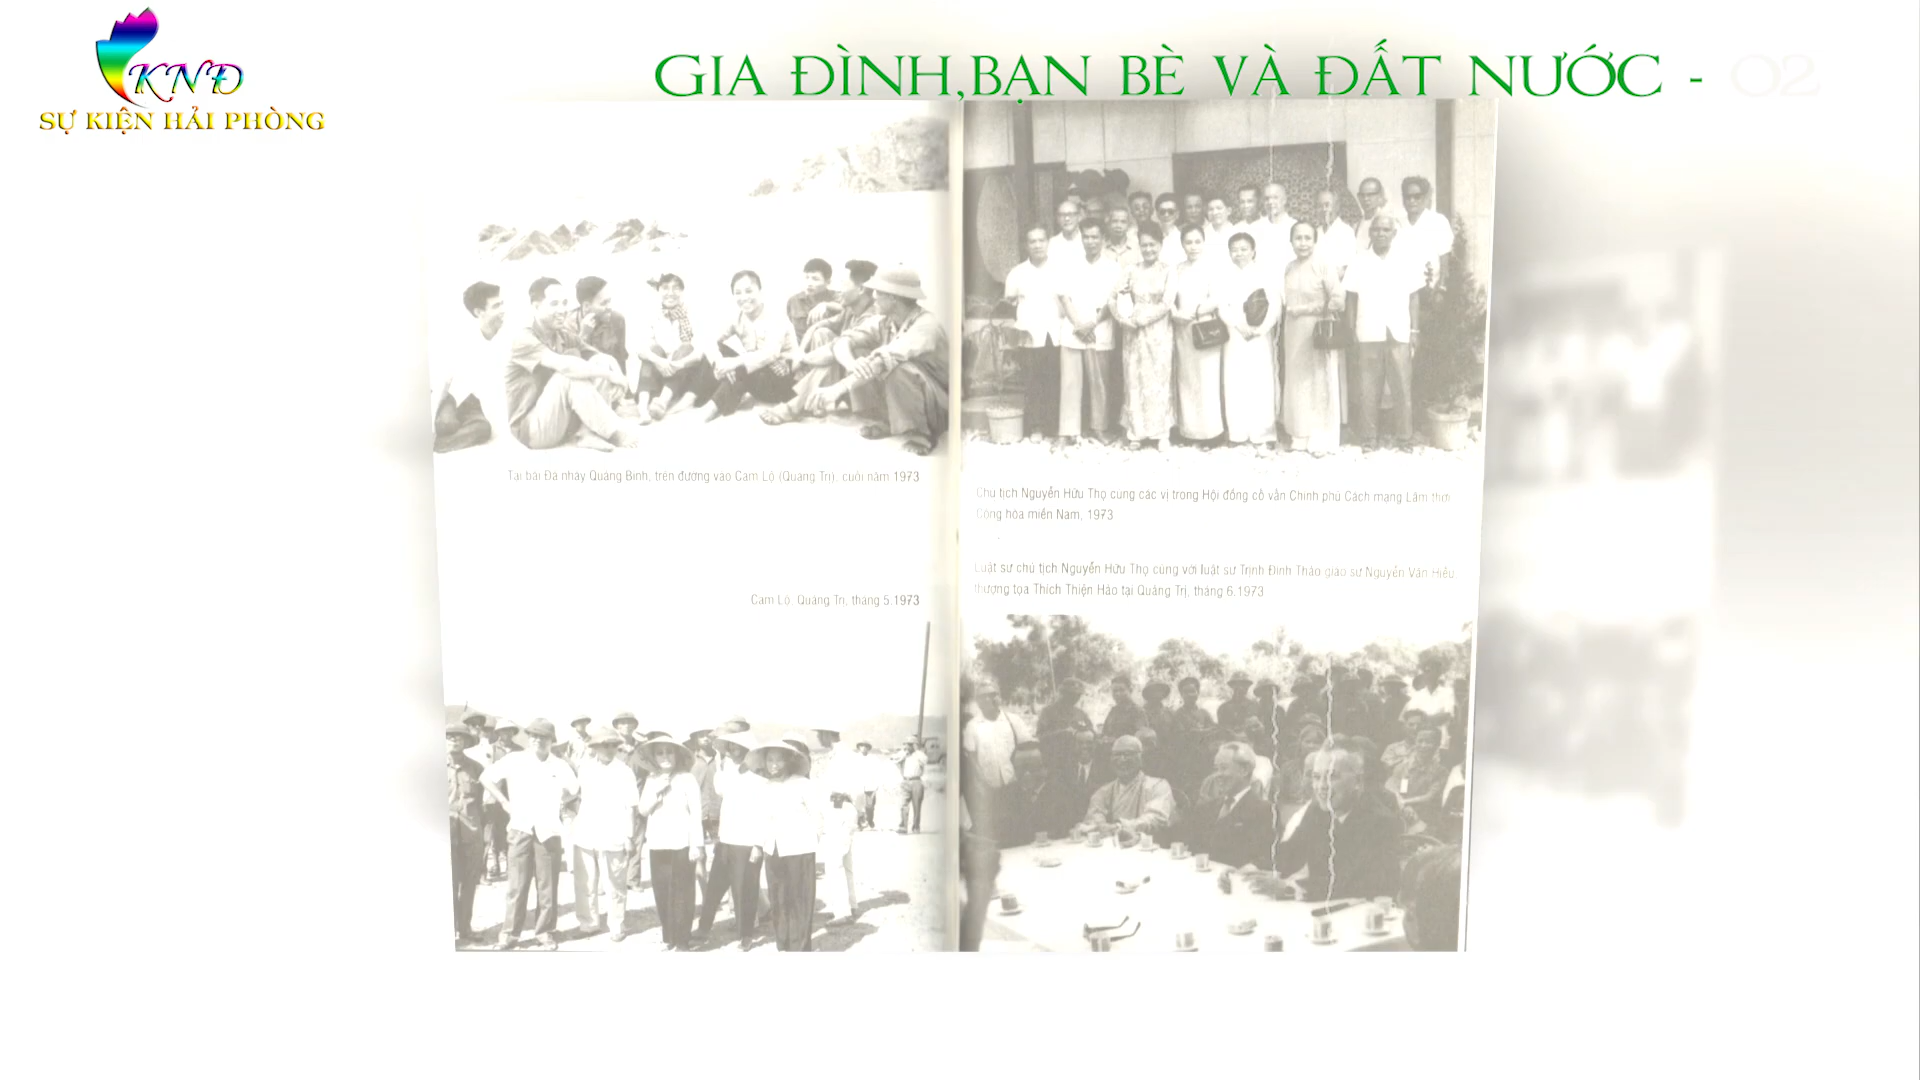 KNĐ
SỰ KIỆN HẢI PHÒNG
GIA ĐÌNH,BẠN BÈ VÀ ĐẤT NƯỚC - 02
Tại bãi Đá nhảy Quảng Bình, trên đường vào Cam Lộ (Quảng Trị), cuối năm 1973
Cam Lộ, Quảng Trị, tháng 5.1973
Chủ tịch Nguyễn Hữu Thọ cùng các vị trong Hội đồng cố vấn Chính phủ Cách mạng Lâm thời
Cộng hòa miền Nam, 1973
Luật sư chủ tịch Nguyễn Hữu Thọ cùng với luật sư Trịnh Đình Thảo giáo sư Nguyễn Văn Hiếu,
thượng tọa Thích Thiện Hào tại Quảng Trị, tháng 6.1973